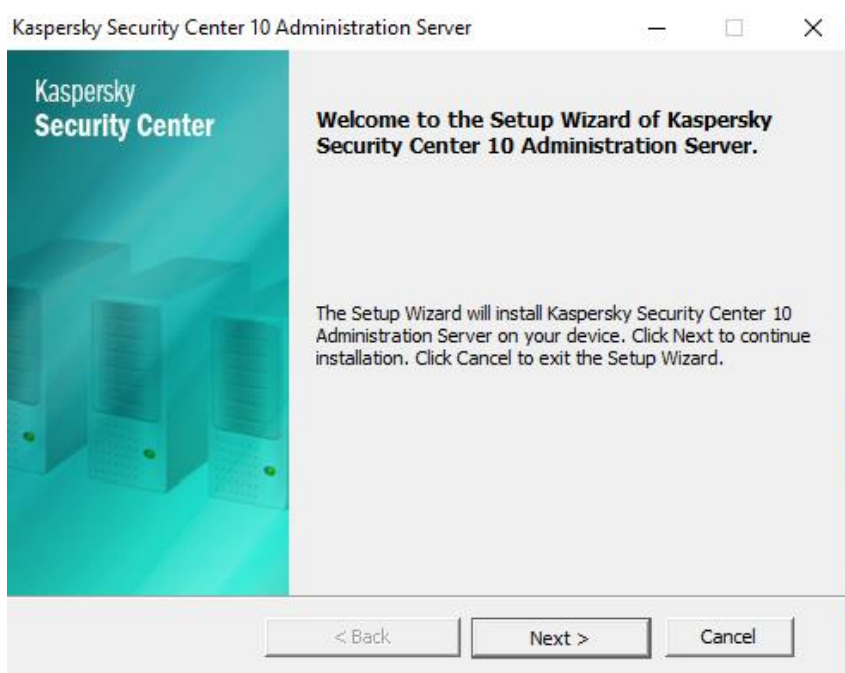 Kaspersky Security Center 10 Administration Server
Kaspersky
Security Center
Welcome to the Setup Wizard of Kaspersky
Security Center 10 Administration Server.
The Setup Wizard will install Kaspersky Security Center 10
Administration Server on your device. Click Next to continue
installation. Click Cancel to exit the Setup Wizard.
< Back
Next >
Cancel